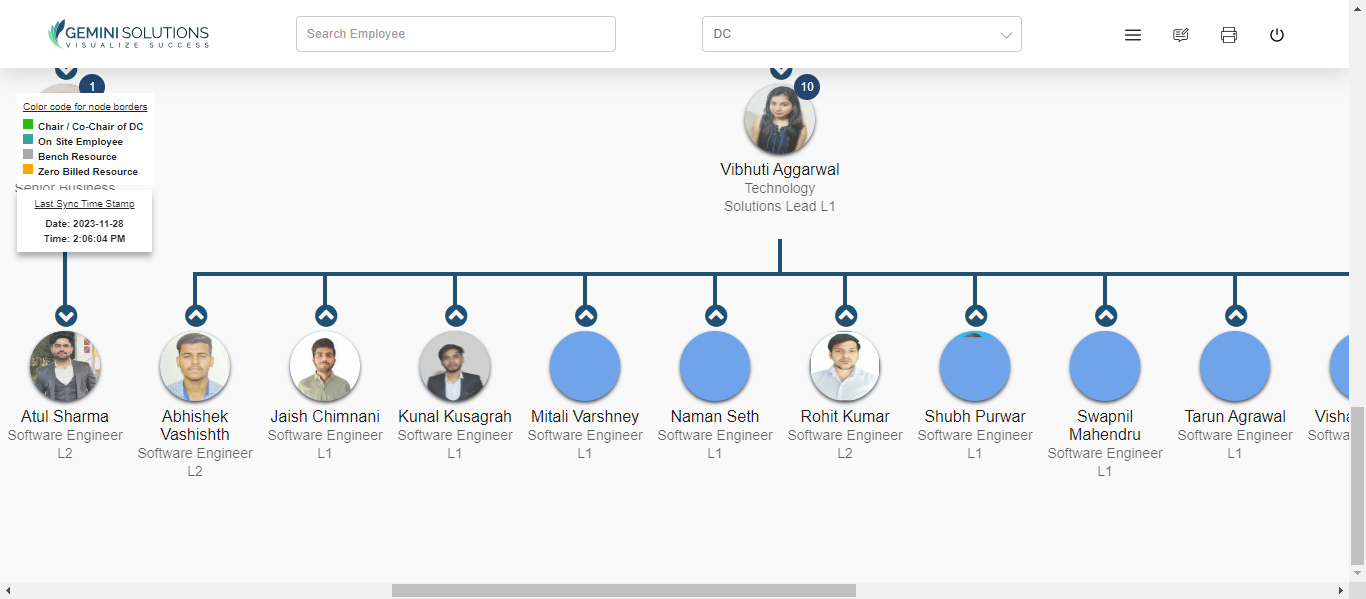 GEMINI SOLUTIONS
VISUALIZE SUCCESS
Search Employee
DC
1
10
Color code for node borders
Chair / Co-Chair of DC
On Site Employee
Bench Resource
Zero Billed Resource
Senior Business
Last Sync Time Stamp
Date: 2023-11-28
Time: 2:06:04 PM
Vibhuti Aggarwal
Technology
Solutions Lead L1
Atul Sharma
Software Engineer
L2
Abhishek
Vashishth
Software Engineer
L2
Jaish Chimnani
Software Engineer
L1
Kunal Kusagrah
Software Engineer
L1
Mitali Varshney
Software Engineer
L1
Naman Seth
Software Engineer
L1
Rohit Kumar
Software Engineer
L2
Shubh Purwar
Software Engineer
L1
Swapnil
Mahendru
Software Engineer
L1
Tarun Agrawal
Software Engineer
L1